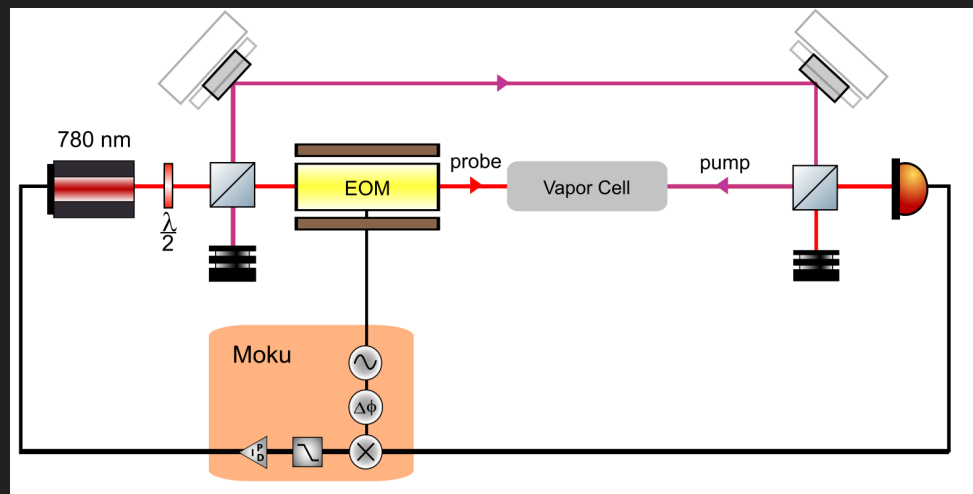 780 nm
λ
2
EOM
probe
Vapor Cell
pump
Moku
Δϕ
P
I
D